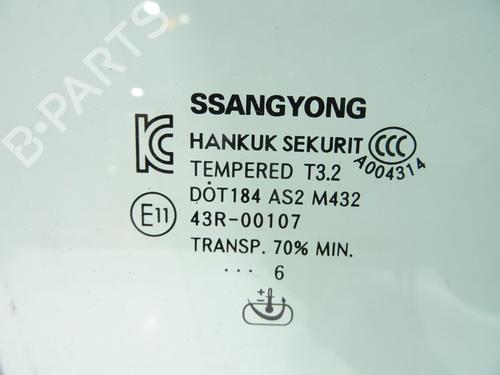 B-PARTS
SSANGYONG
HANKUK SEKURIT CCC
A004314
TEMPERED T3.2
DOT184 AS2 M432
E11 43R-00107
TRANSP. 70% MIN.
... 6